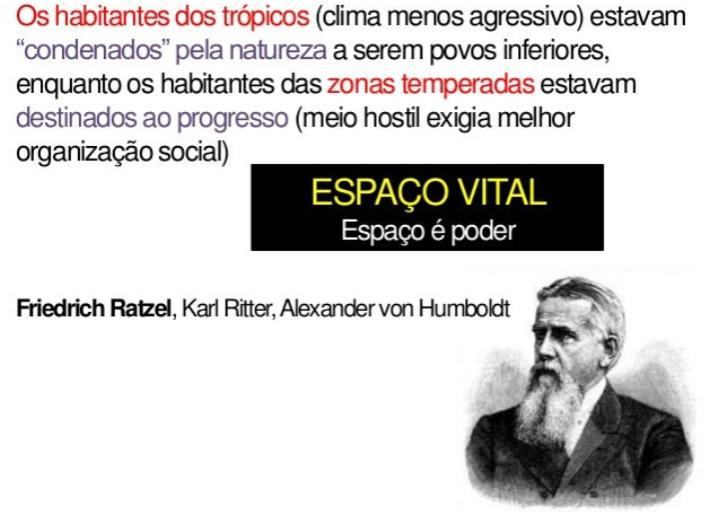 Os habitantes dos trópicos (clima menos agressivo) estavam
“condenados” pela natureza a serem povos inferiores,
enquanto os habitantes das zonas temperadas estavam
destinados ao progresso (meio hostil exigia melhor
organização social)
ESPAÇO VITAL
Espaço é poder
Friedrich Ratzel, Karl Ritter, Alexander von Humboldt